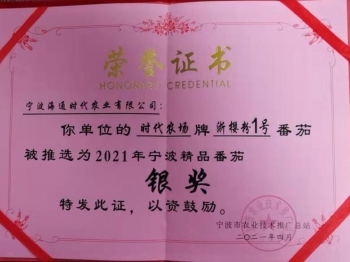 荣誉证书
HONORARY CREDENTIAL
宁波海通时代农业有限公司：
你单位的 时代农场 牌 浙樱粉1号 番茄
被推选为2021年宁波精品番茄
银奖
特发此证，以资鼓励。
宁波市农业技术推广总站
二〇二一年四月